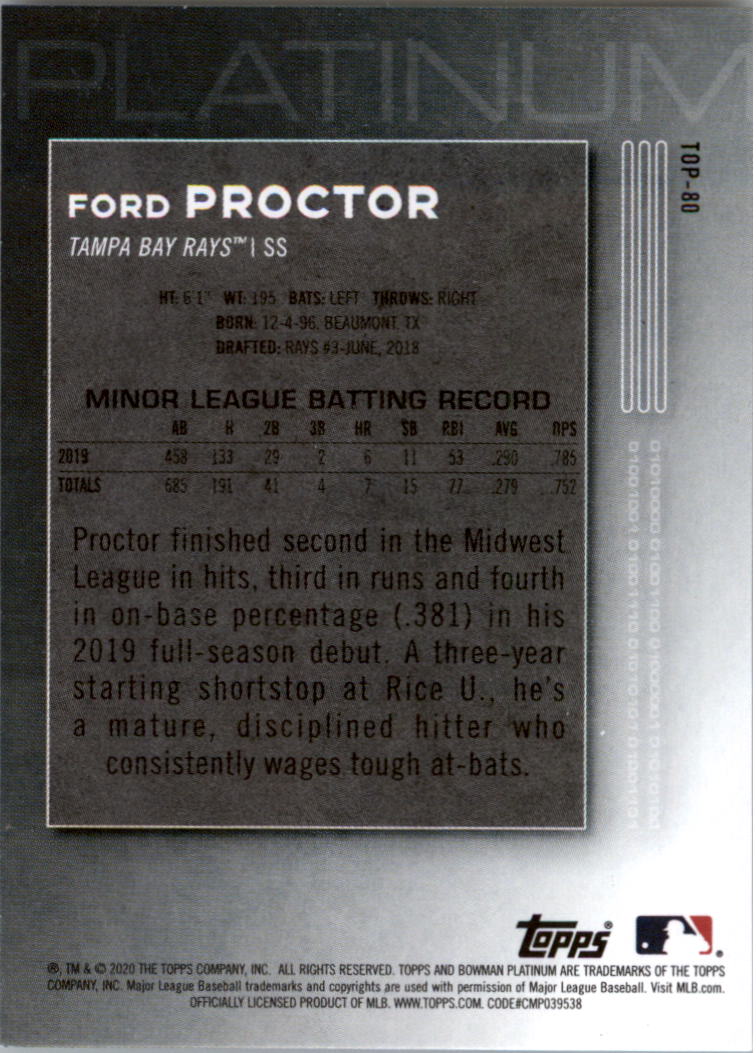 PLATINUM
TOP-80
FORD PROCTOR
TAMPA BAY RAYS™ | SS
HT: 6'1" WT: 195 BATS: LEFT THROWS: RIGHT
BORN: 12-4-96, BEAUMONT, TX
DRAFTED: RAYS #3-JUNE, 2018
MINOR LEAGUE BATTING RECORD
AB H 2B 3B HR SB RBI AVG OPS
2019 458 133 29 2 6 11 53 .290 .785
TOTALS 685 191 41 4 7 15 77 .279 .752
Proctor finished second in the Midwest
League in hits, third in runs and fourth
in on-base percentage (.381) in his
2019 full-season debut. A three-year
starting shortstop at Rice U., he's
a mature, disciplined hitter who
consistently wages tough at-bats.
Topps®
®, TM & © 2020 THE TOPPS COMPANY, INC. ALL RIGHTS RESERVED. TOPPS AND BOWMAN PLATINUM ARE TRADEMARKS OF THE TOPPS
COMPANY, INC. Major League Baseball trademarks and copyrights are used with permission of Major League Baseball. Visit MLB.com.
OFFICIALLY LICENSED PRODUCT OF MLB. WWW.TOPPS.COM. CODE#CMP039538